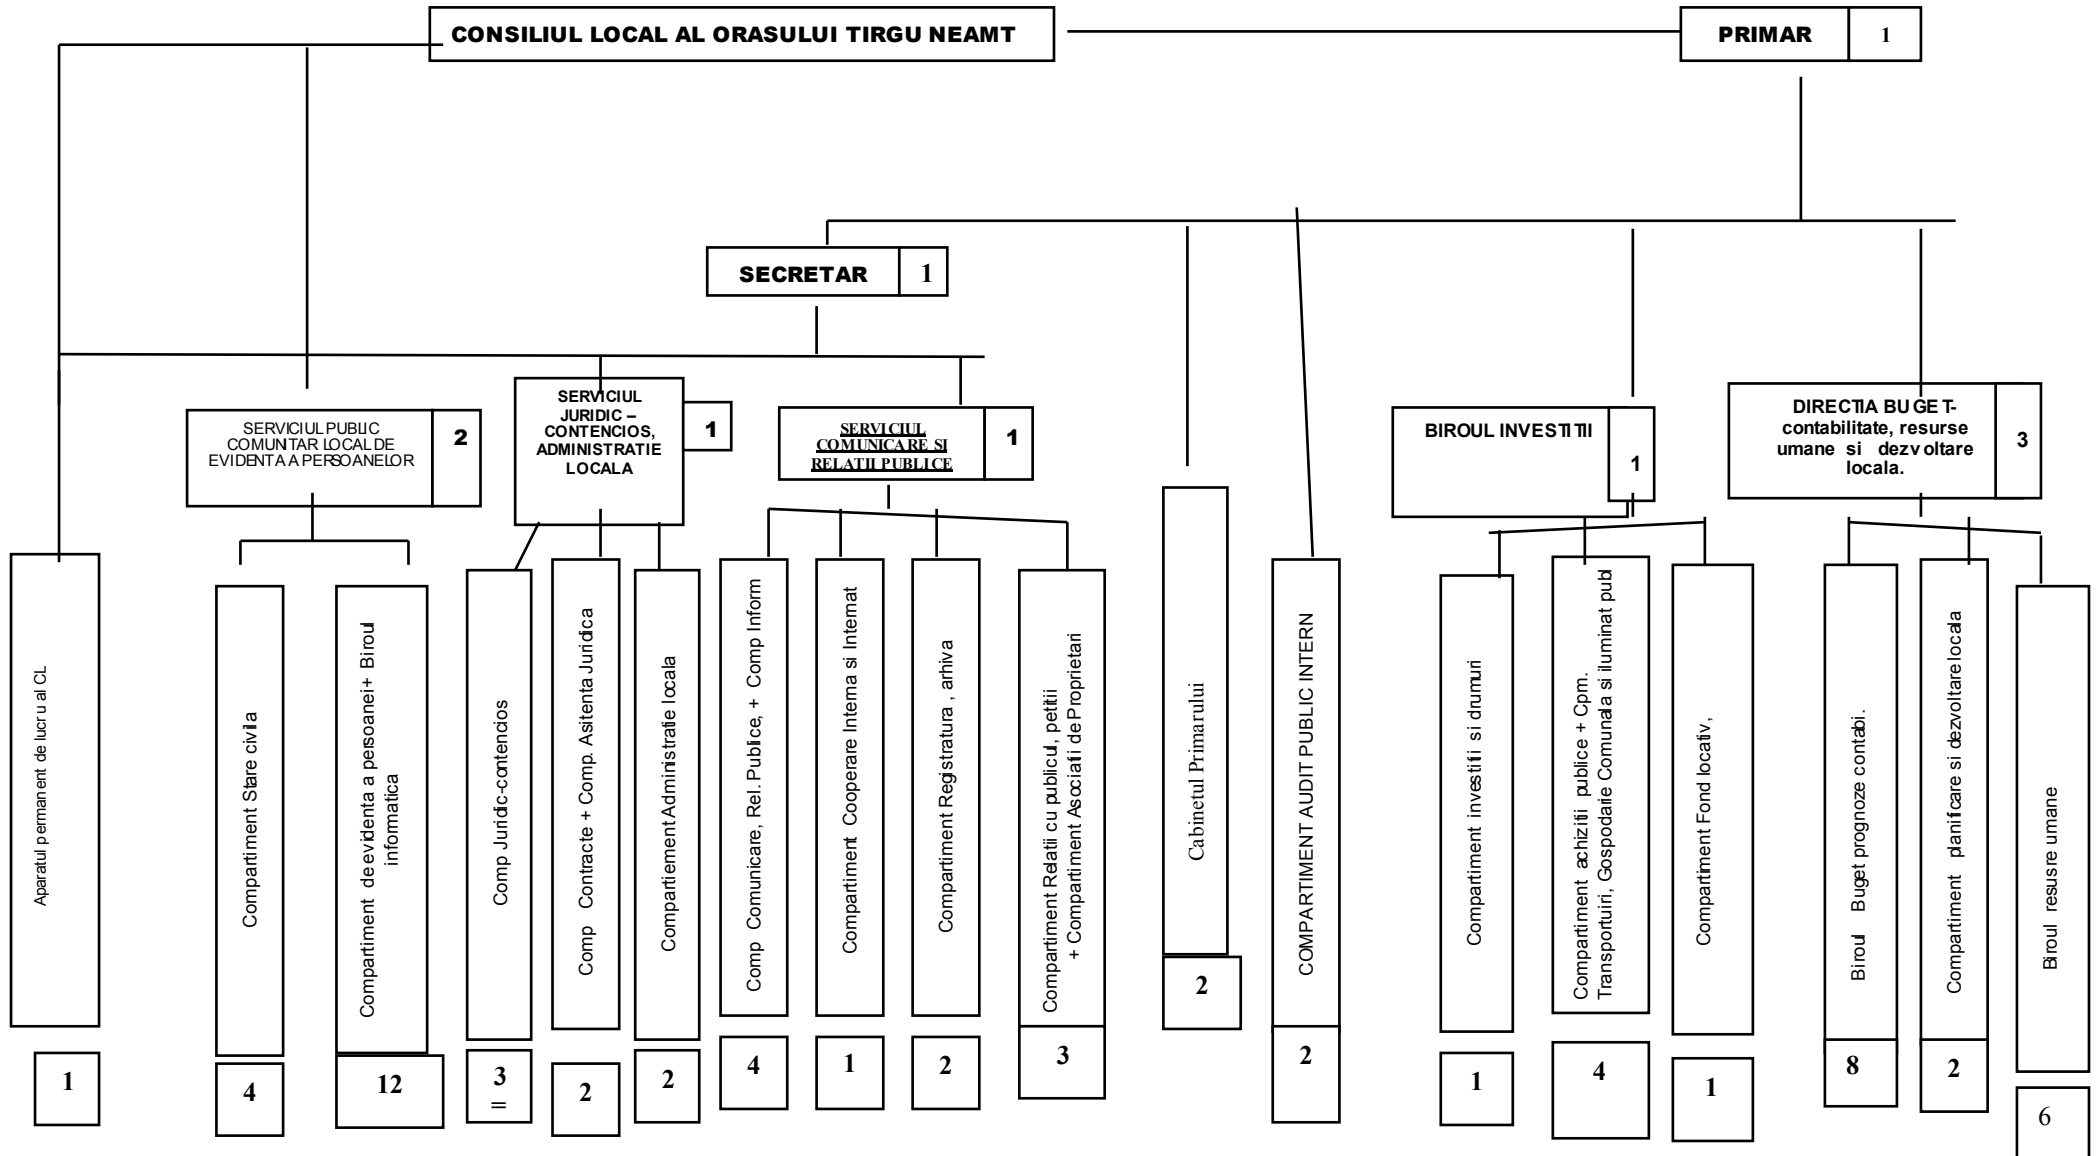 CONSILIUL LOCAL AL ORASULUI TIRGU NEAMT
PRIMAR
1
SECRETAR
1
SERVICIUL PUBLIC
COMUNITAR LOCAL DE
EVIDENTA A PERSOANELOR
2
SERVICIUL
JURIDIC –
CONTENCIOS,
ADMINISTRATIE
LOCALA
1
SERVICIUL
COMUNICARE SI
RELATII PUBLICE
1
BIROUL INVESTITII
1
DIRECTIA BUGET-
contabilitate, resurse
umane si dezvoltare
locala.
3
Aparatul permanent de lucru al CL
1
Compartiment Stare civila
4
Compartiment de evidenta a persoanei+ Biroul
infomatica
12
Comp Juridic-contencios
3
=
Comp Contracte + Comp. Asitenta Juridica
2
Compartiement Administratie locala
2
Comp Comunicare, Rel. Publice, + Comp Inform
4
Compartiment Cooperare Interna si Internat
1
Compartiment Registratura , arhiva
2
Compartiment Relatii cu publicul, petitii
+ Compartiment Asociatii de Proprietari
3
Cabinetul Primarului
2
COMPARTIMENT AUDIT PUBLIC INTERN
2
Compartiment investitii si drumuri
1
Compartiment achizitii publice + Cpm.
Transportuiri, Gospodarie Comunala si iluminat publ
4
Compartiment Fond locativ,
1
Biroul Buget prognoze contabi.
8
Compartiment planificare si dezvoltare locala
2
Biroul resusre umane
6